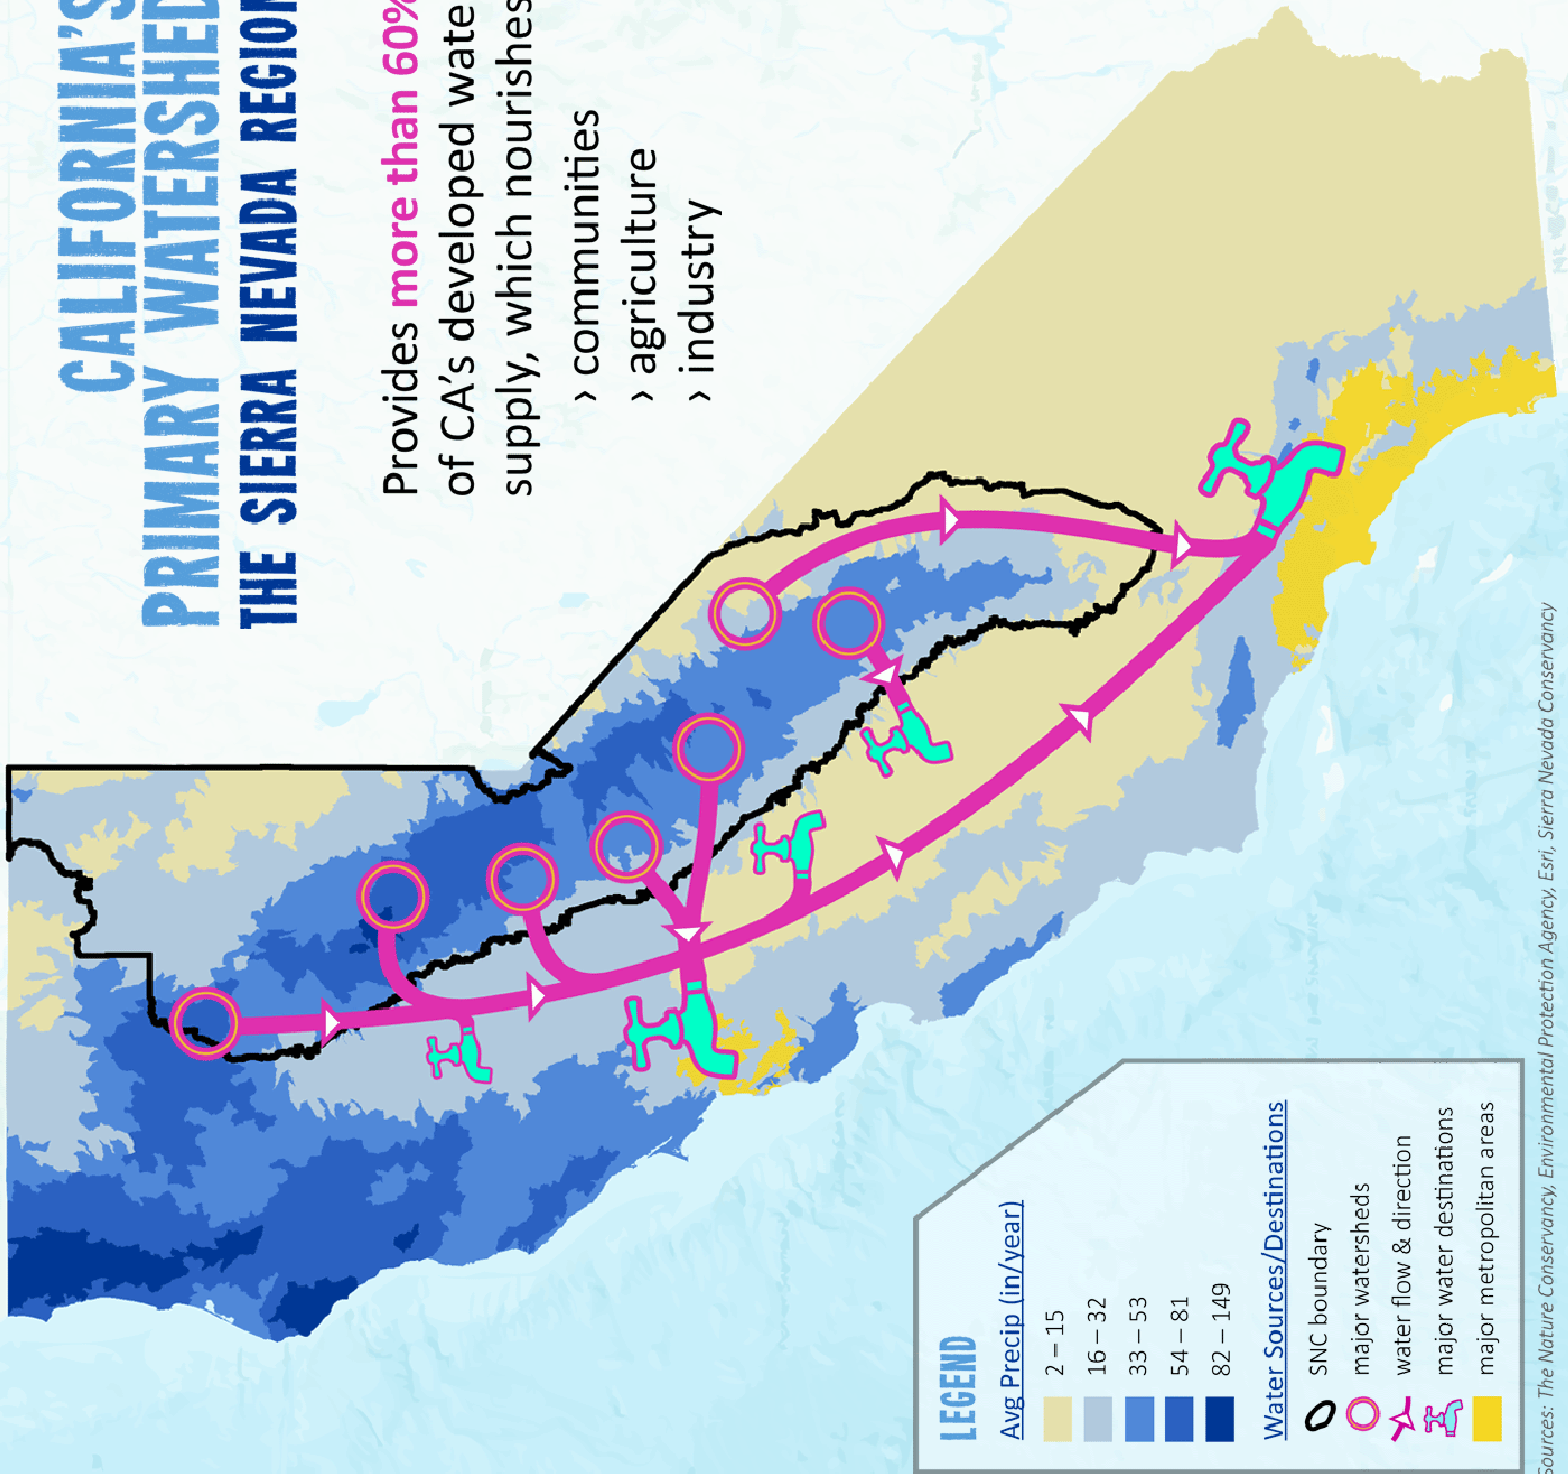 CALIFORNIA'S
PRIMARY WATERSHED
THE SIERRA NEVADA REGION
Provides more than 60%
of CA's developed wate
supply, which nourishes
› communities
› agriculture
› industry
LEGEND
Avg Precip (in/year)
2 – 15
16 – 32
33 – 53
54 – 81
82 – 149
Water Sources/Destinations
SNC boundary
major watersheds
water flow & direction
major water destinations
major metropolitan areas
Sources: The Nature Conservancy, Environmental Protection Agency, Esri, Sierra Nevada Conservancy